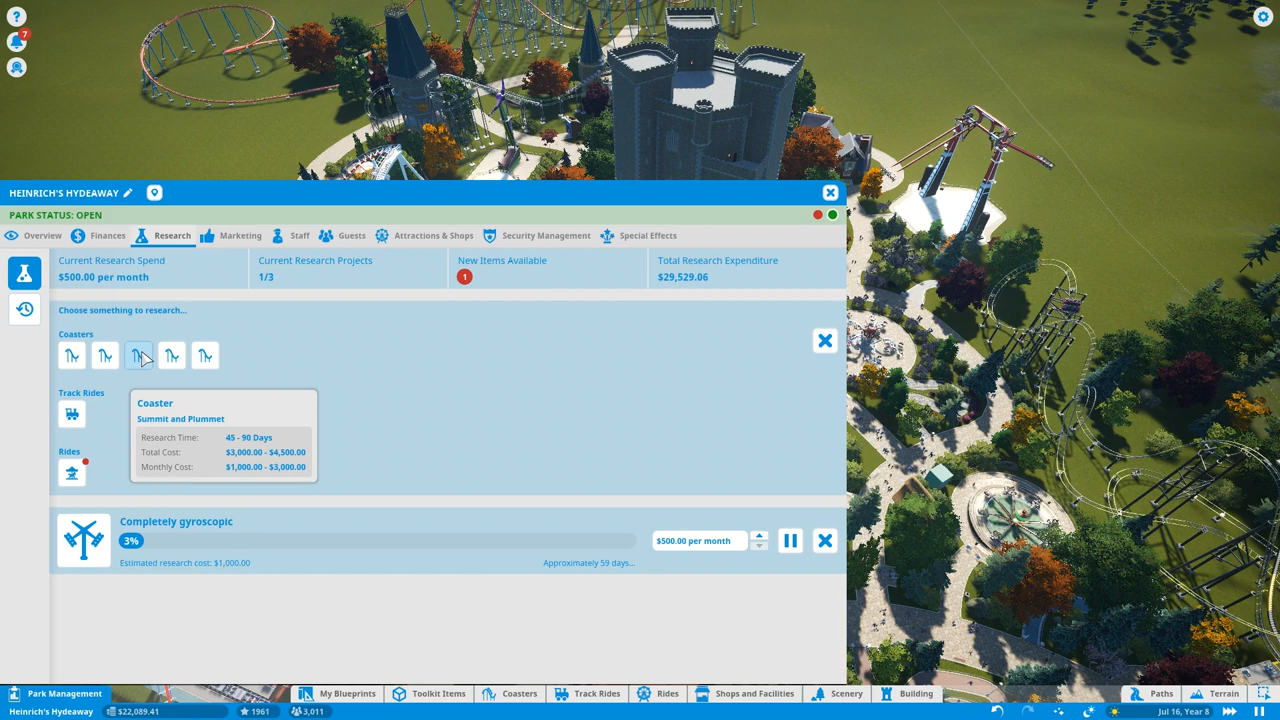 ?
7
HEINRICH'S HYDEAWAY
PARK STATUS: OPEN
Overview
Finances
Research
Marketing
Staff
Guests
Attractions & Shops
Security Management
Special Effects
Current Research Spend
$500.00 per month
Current Research Projects
1/3
New Items Available
1
Total Research Expenditure
$29,529.06
Choose something to research...
Coasters
Track Rides
Rides
Coaster
Summit and Plummet
Research Time: 45 - 90 Days
Total Cost: $3,000.00 - $4,500.00
Monthly Cost: $1,000.00 - $3,000.00
Completely gyroscopic
3%
$500.00 per month
Estimated research cost: $1,000.00
Approximately 59 days...
Park Management
My Blueprints
Toolkit Items
Coasters
Track Rides
Rides
Shops and Facilities
Scenery
Building
Paths
Terrain
Heinrich's Hydeaway
$22,089.41
1961
3,011
Jul 16, Year 8